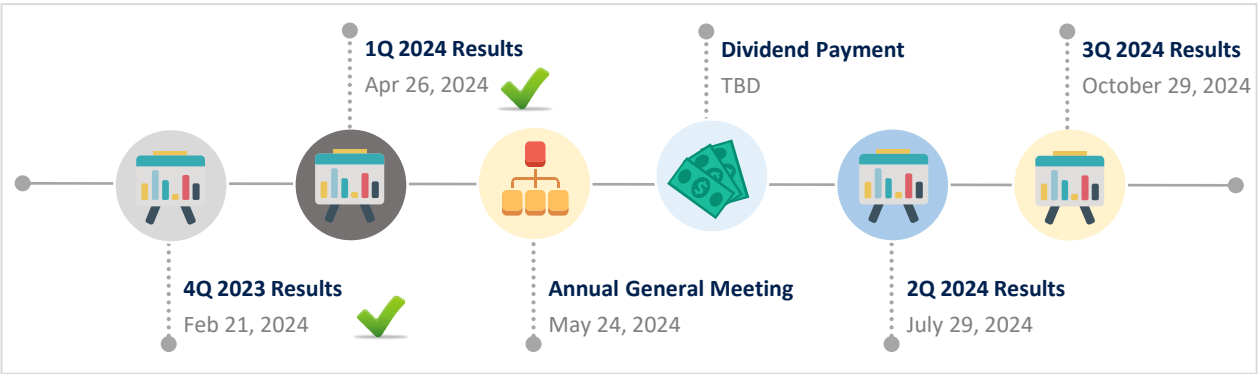 1Q 2024 Results
Apr 26, 2024
Dividend Payment
TBD
3Q 2024 Results
October 29, 2024
4Q 2023 Results
Feb 21, 2024
Annual General Meeting
May 24, 2024
2Q 2024 Results
July 29, 2024